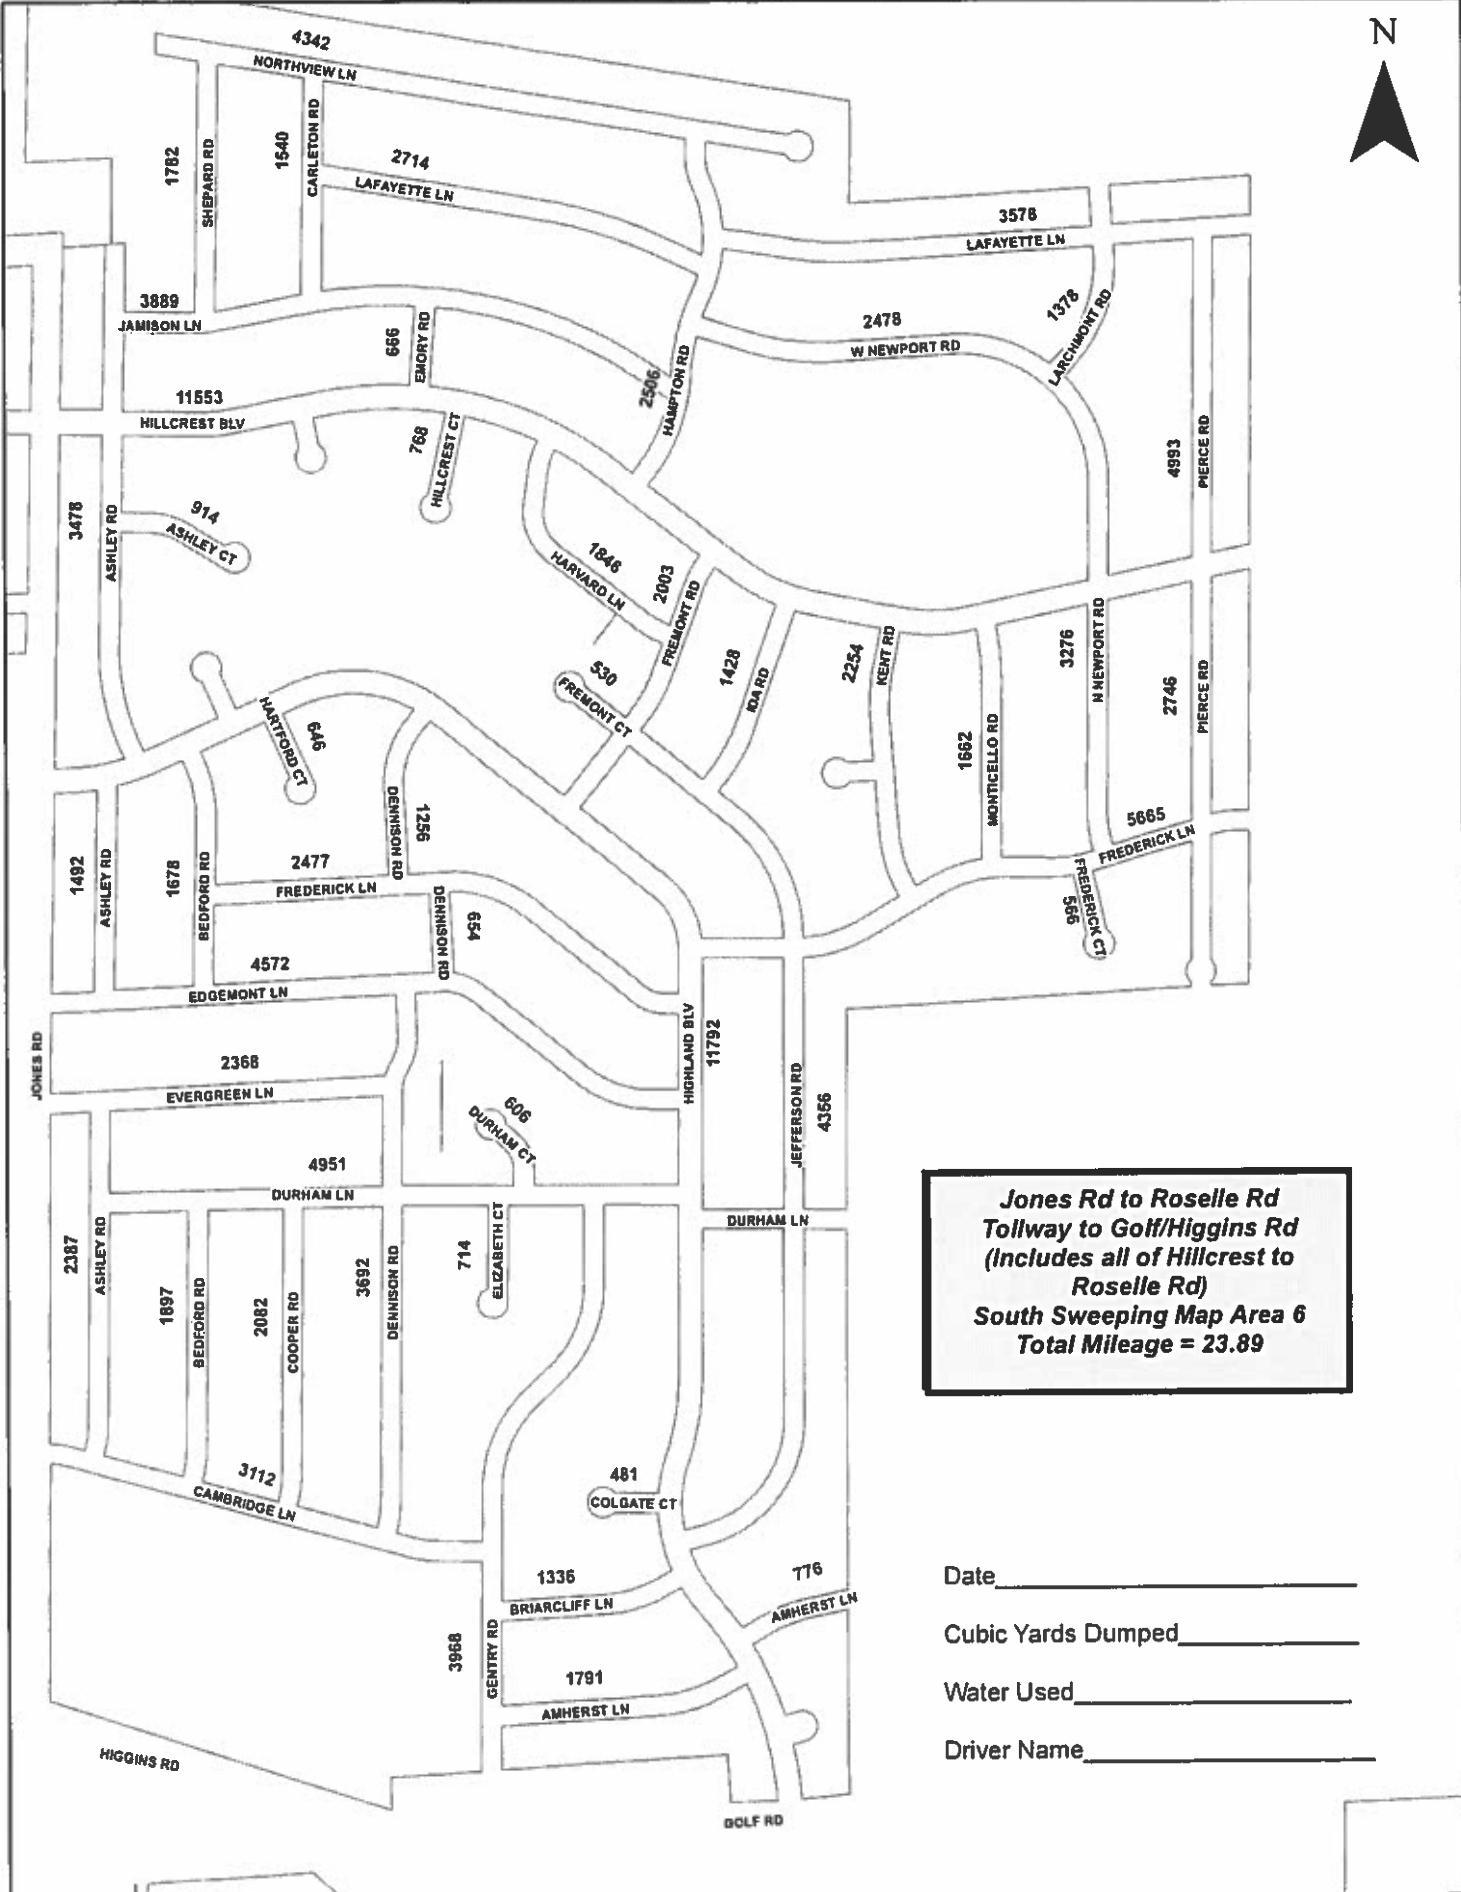 N
4342
NORTHVIEW LN
1782
SHEPARD RD
1540
CARLETON RD
2714
LAFAYETTE LN
3578
LAFAYETTE LN
3889
JAMISON LN
666
EMORY RD
2506
HAMPTON RD
2478
W NEWPORT RD
1378
LARCHMONT RD
11553
HILLCREST BLV
768
HILLCREST CT
4993
PIERCE RD
3478
ASHLEY RD
914
ASHLEY CT
1846
HARVARD LN
2003
FREMONT RD
530
FREMONT CT
1428
IDA RD
2254
KENT RD
3276
N NEWPORT RD
2746
PIERCE RD
1662
MONTICELLO RD
HARTFORD CT
646
DENNISON RD
1256
5665
FREDERICK LN
1492
ASHLEY RD
1678
BEDFORD RD
2477
FREDERICK LN
DENNISON RD
654
FREDERICK CT
566
4572
EDGEMONT LN
JONES RD
2368
EVERGREEN LN
HIGHLAND BLV
11792
JEFFERSON RD
4356
606
DURHAM CT
4951
DURHAM LN
DURHAM LN
2387
ASHLEY RD
1897
BEDFORD RD
2082
COOPER RD
3692
DENNISON RD
714
ELIZABETH CT
Jones Rd to Roselle Rd
Tollway to Golf/Higgins Rd
(Includes all of Hillcrest to
Roselle Rd)
South Sweeping Map Area 6
Total Mileage = 23.89
3112
CAMBRIDGE LN
481
COLGATE CT
1336
BRIARCLIFF LN
776
AMHERST LN
3968
GENTRY RD
1791
AMHERST LN
HIGGINS RD
GOLF RD
Date
Cubic Yards Dumped
Water Used
Driver Name